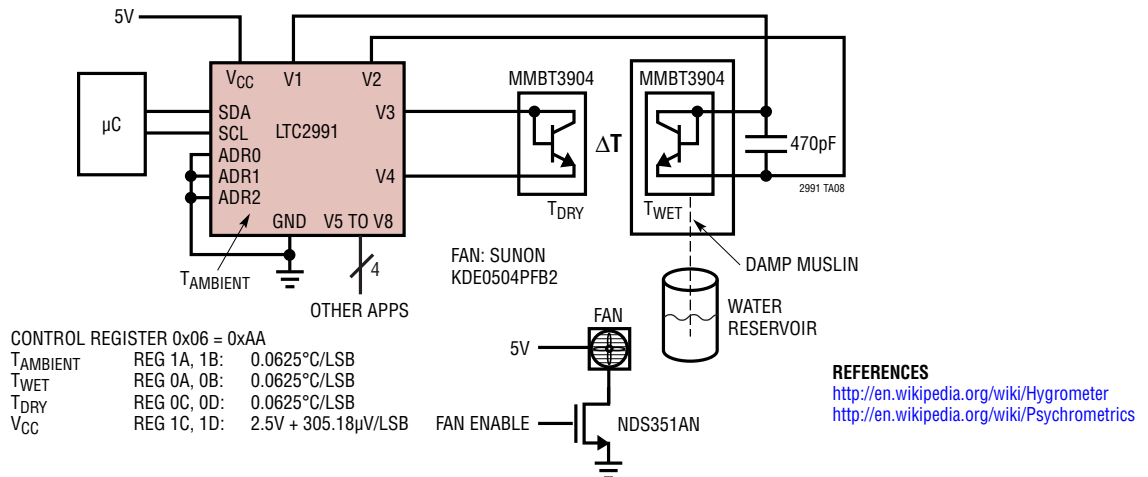 5V
VCC V1 V2
MMBT3904 MMBT3904
µC
SDA
SCL
ADR0
ADR1
ADR2
LTC2991
V3
V4
ΔT
470pF
2991 TA08
TDRY TWET
GND V5 TO V8
TAMBIENT
4
OTHER APPS
FAN: SUNON
KDE0504PFB2
DAMP MUSLIN
WATER
RESERVOIR
FAN
5V
FAN ENABLE
NDS351AN
CONTROL REGISTER 0x06 = 0xAA
TAMBIENT REG 1A, 1B: 0.0625°C/LSB
TWET REG 0A, 0B: 0.0625°C/LSB
TDRY REG 0C, 0D: 0.0625°C/LSB
VCC REG 1C, 1D: 2.5V + 305.18µV/LSB
REFERENCES
http://en.wikipedia.org/wiki/Hygrometer
http://en.wikipedia.org/wiki/Psychrometrics